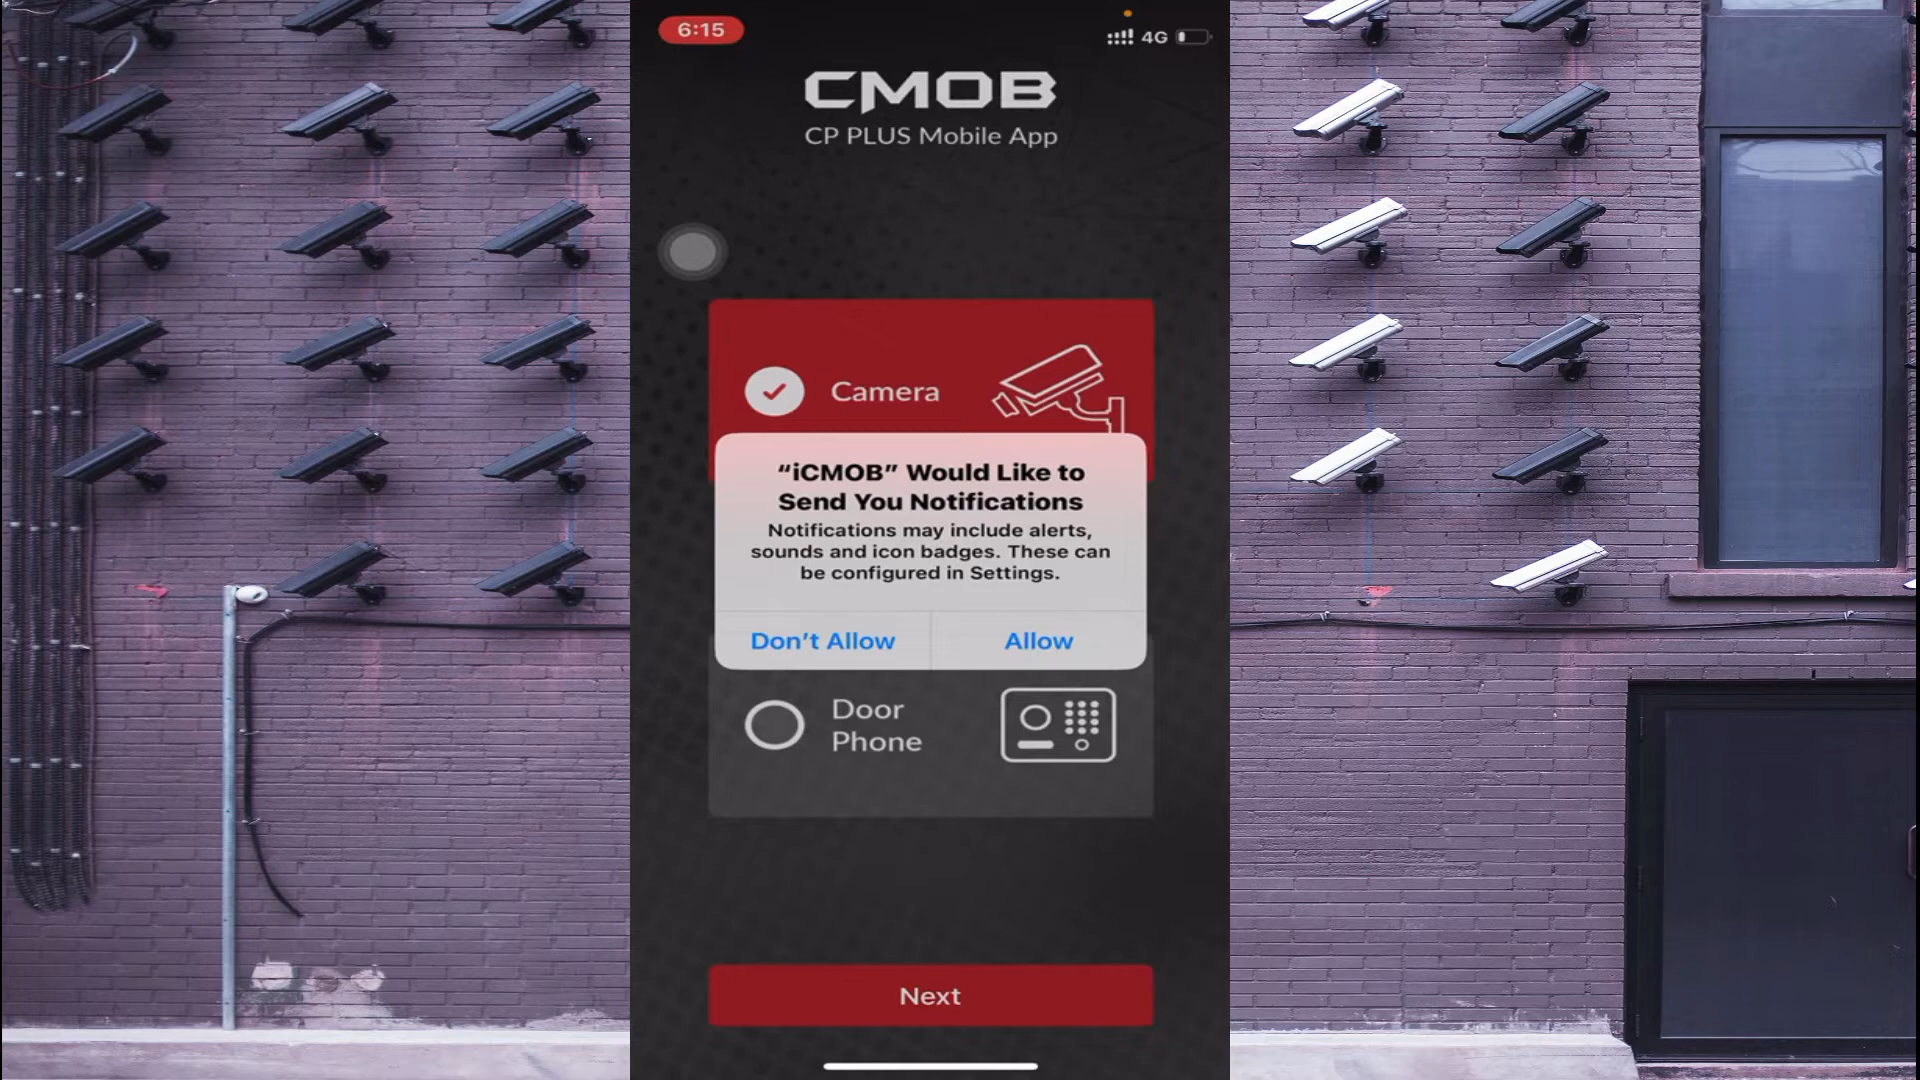 6:15
4G
CMOB
CP PLUS Mobile App
Camera
“iCMOB” Would Like to
Send You Notifications
Notifications may include alerts,
sounds and icon badges. These can
be configured in Settings.
Don’t Allow
Allow
Door
Phone
Next